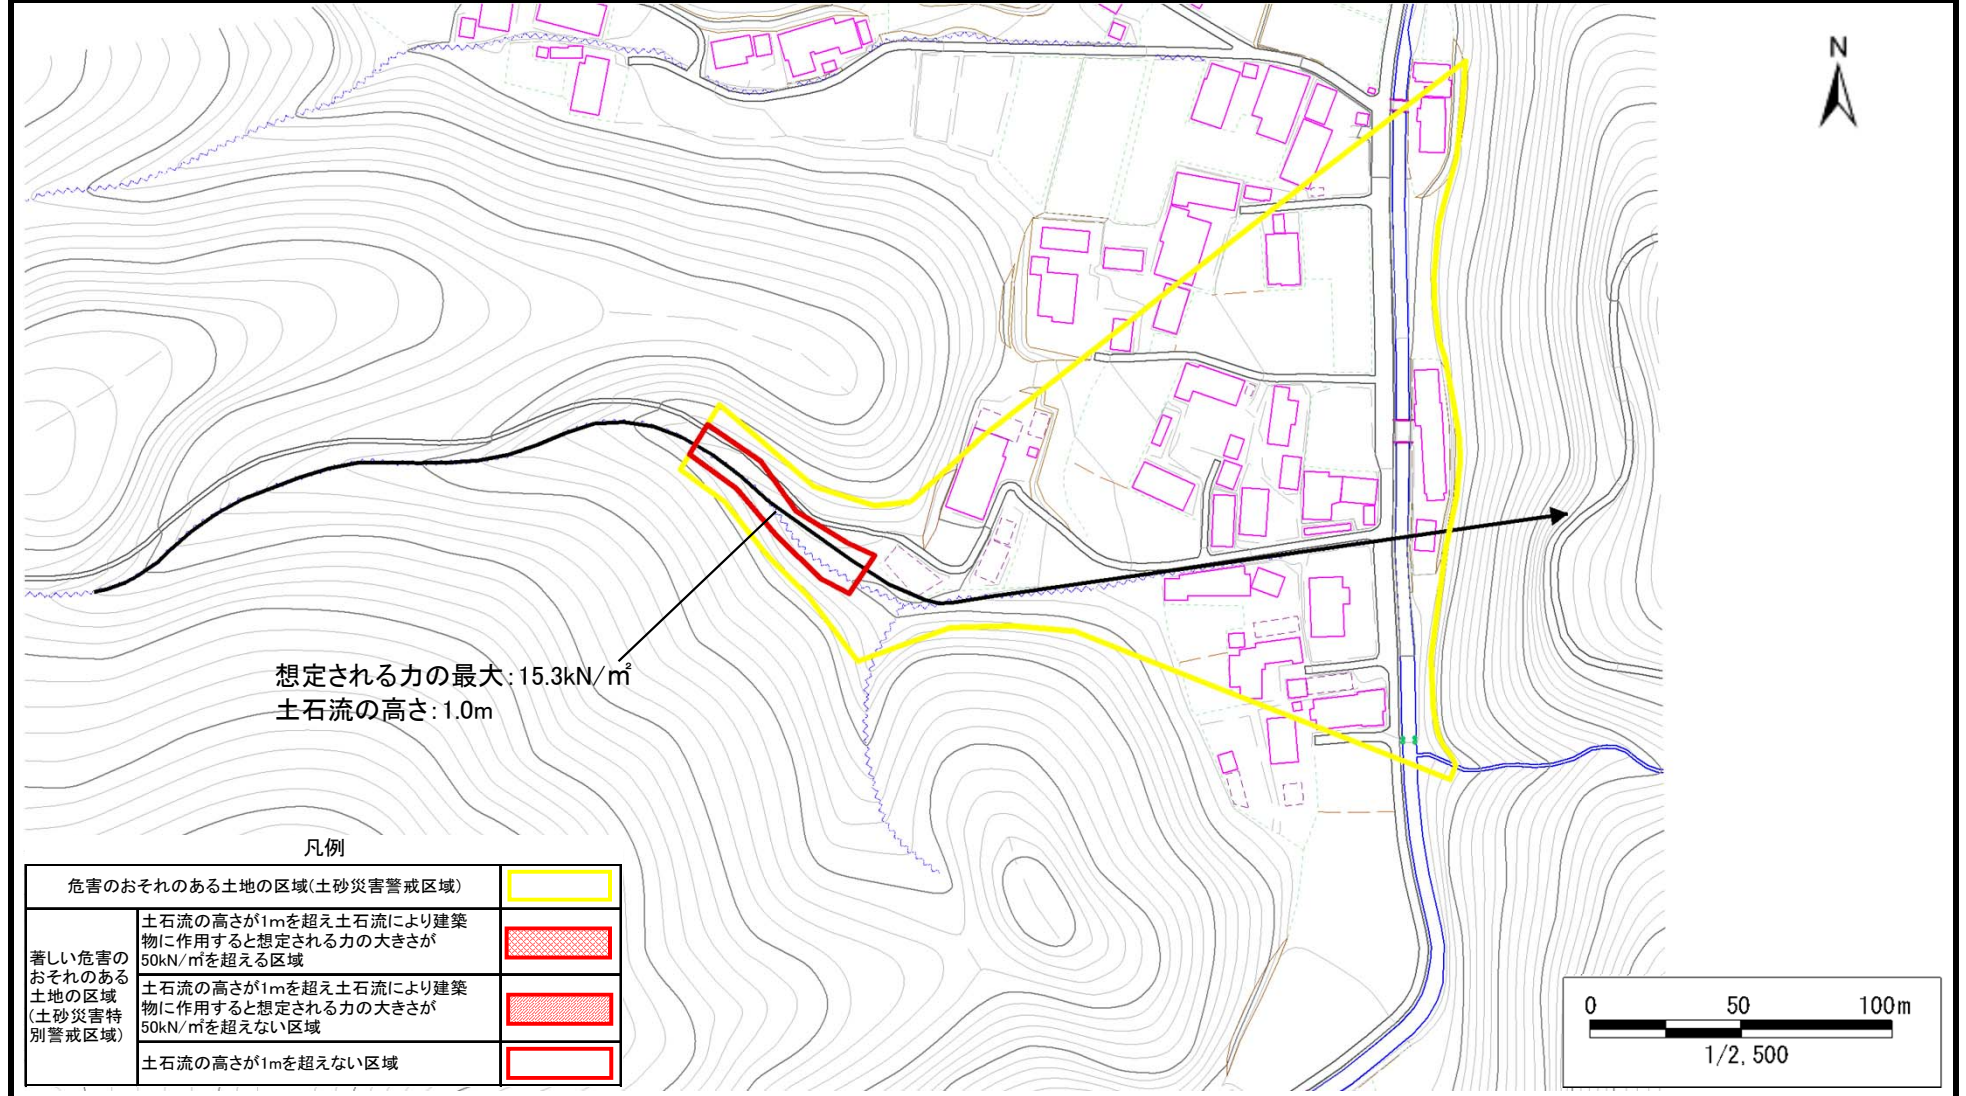 N
想定される力の最大：15.3kN/㎡
土石流の高さ：1.0m
凡例
危害のおそれのある土地の区域(土砂災害警戒区域)
著しい危害の
おそれのある
土地の区域
(土砂災害特
別警戒区域)
土石流の高さが1mを超え土石流により建築
物に作用すると想定される力の大きさが
50kN/㎡を超える区域
土石流の高さが1mを超え土石流により建築
物に作用すると想定される力の大きさが
50kN/㎡を超えない区域
土石流の高さが1mを超えない区域
0 50 100m
1/2,500